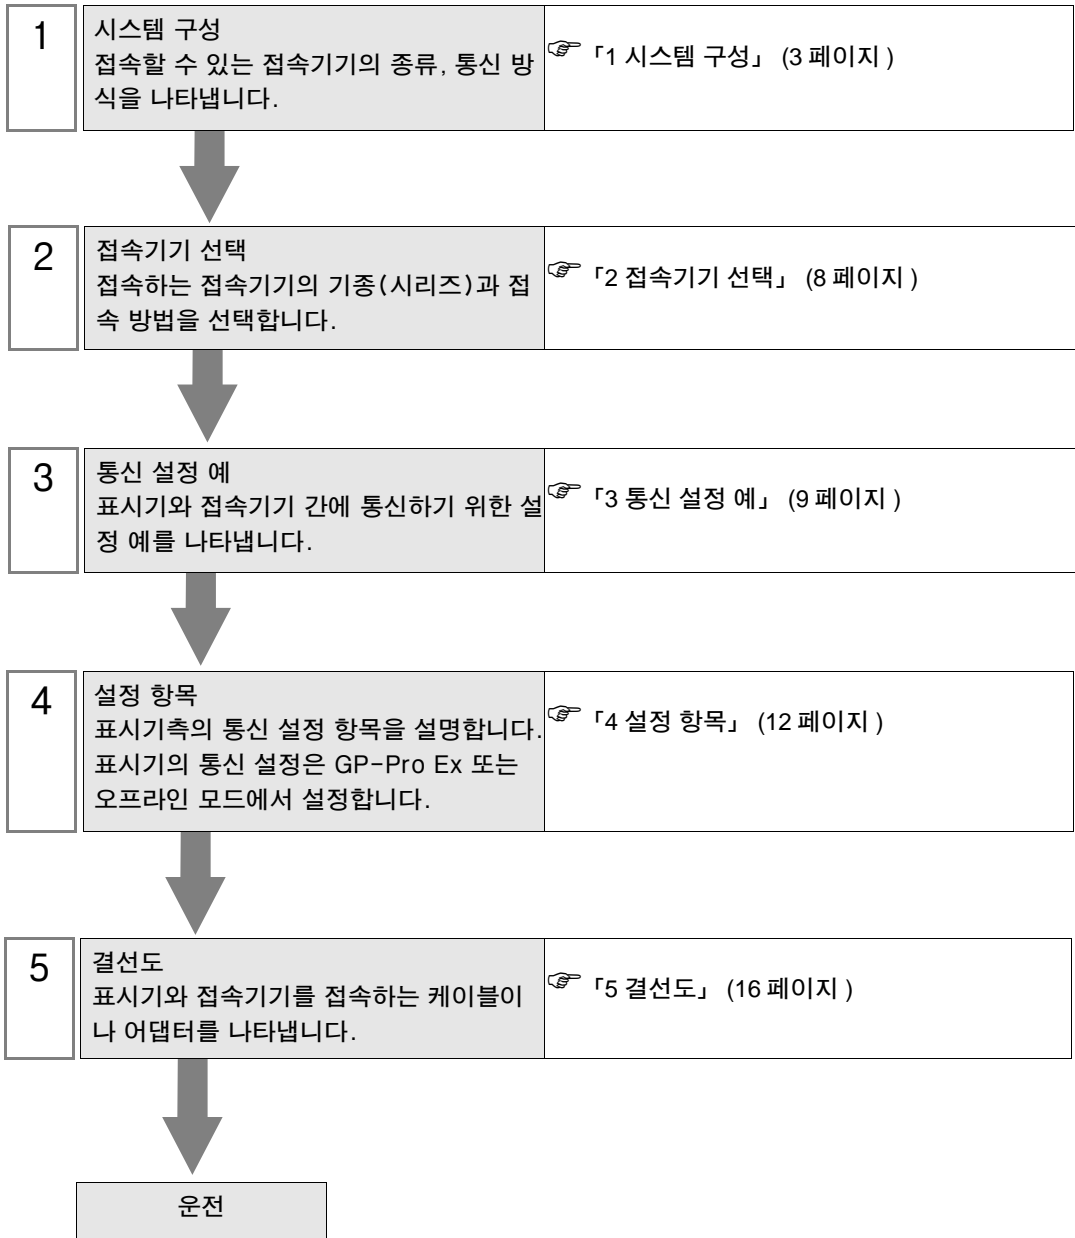 1
시스템 구성
접속할 수 있는 접속기기의 종류, 통신 방
식을 나타냅니다.
☞ 「1 시스템 구성」 (3 페이지 )
2
접속기기 선택
접속하는 접속기기의 기종(시리즈)과 접
속 방법을 선택합니다.
☞ 「2 접속기기 선택」 (8 페이지 )
3
통신 설정 예
표시기와 접속기기 간에 통신하기 위한 설
정 예를 나타냅니다.
☞ 「3 통신 설정 예」 (9 페이지 )
4
설정 항목
표시기측의 통신 설정 항목을 설명합니다.
표시기의 통신 설정은 GP-Pro Ex 또는
오프라인 모드에서 설정합니다.
☞ 「4 설정 항목」 (12 페이지 )
5
결선도
표시기와 접속기기를 접속하는 케이블이
나 어댑터를 나타냅니다.
☞ 「5 결선도」 (16 페이지 )
운전